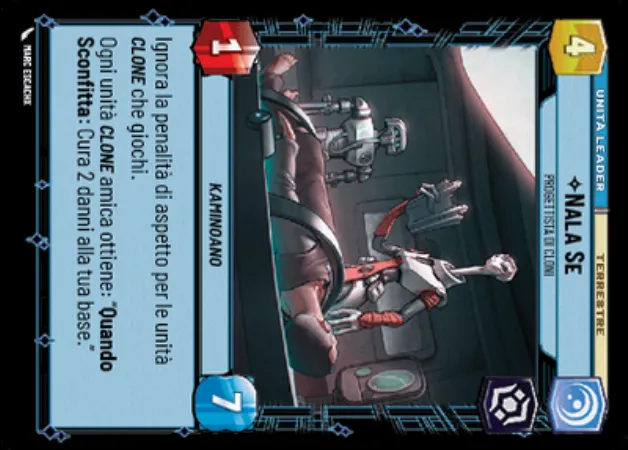 4
UNITÀ LEADER
TERRESTRE
NALA SE
PROGETTISTA DI CLONI
1
7
KAMINOANO
Ignora la penalità di aspetto per le unità
CLONE che giochi.
Ogni unità CLONE amica ottiene: "Quando
Sconfitta: Cura 2 danni alla tua base."
MARC ESCACHX